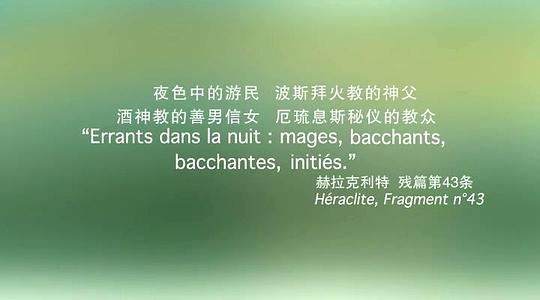 夜色中的游民 波斯拜火教的神父
酒神教的善男信女 厄琉息斯秘仪的教众
“Errants dans la nuit : mages, bacchants,
bacchantes, initiés.”
赫拉克利特 残篇第43条
Héraclite, Fragment n°43